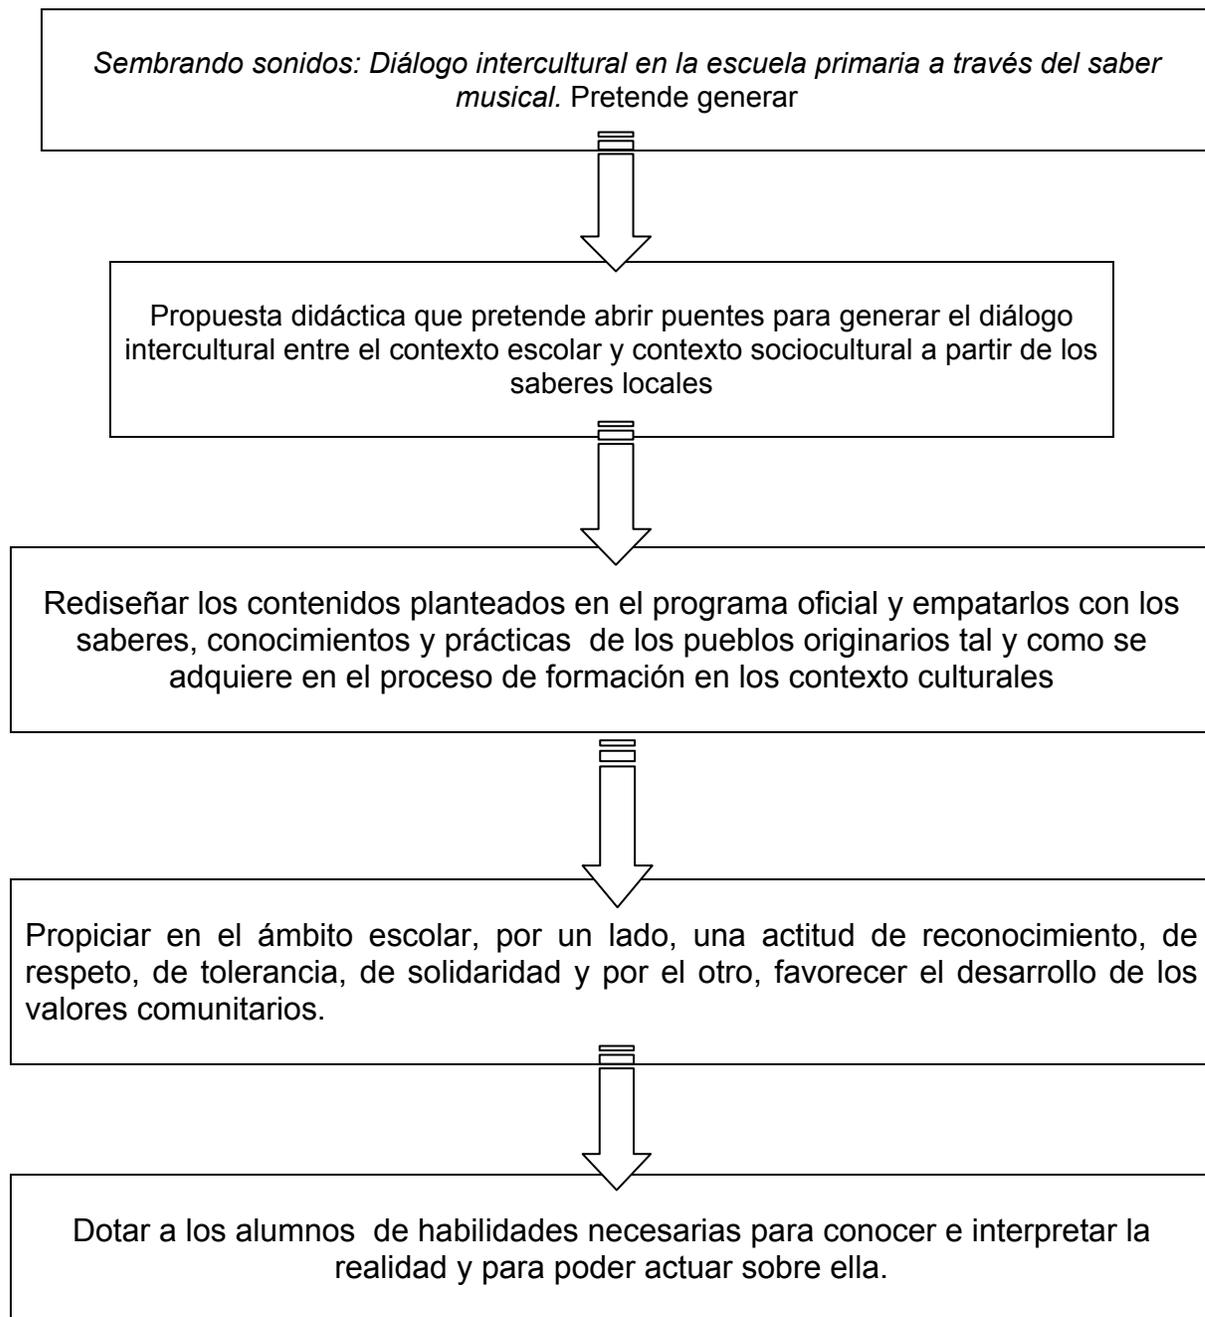 Sembrando sonidos: Diálogo intercultural en la escuela primaria a través del saber
musical. Pretende generar
Propuesta didáctica que pretende abrir puentes para generar el diálogo
intercultural entre el contexto escolar y contexto sociocultural a partir de los
saberes locales
Rediseñar los contenidos planteados en el programa oficial y empatarlos con los
saberes, conocimientos y prácticas de los pueblos originarios tal y como se
adquiere en el proceso de formación en los contexto culturales
Propiciar en el ámbito escolar, por un lado, una actitud de reconocimiento, de
respeto, de tolerancia, de solidaridad y por el otro, favorecer el desarrollo de los
valores comunitarios.
Dotar a los alumnos de habilidades necesarias para conocer e interpretar la
realidad y para poder actuar sobre ella.